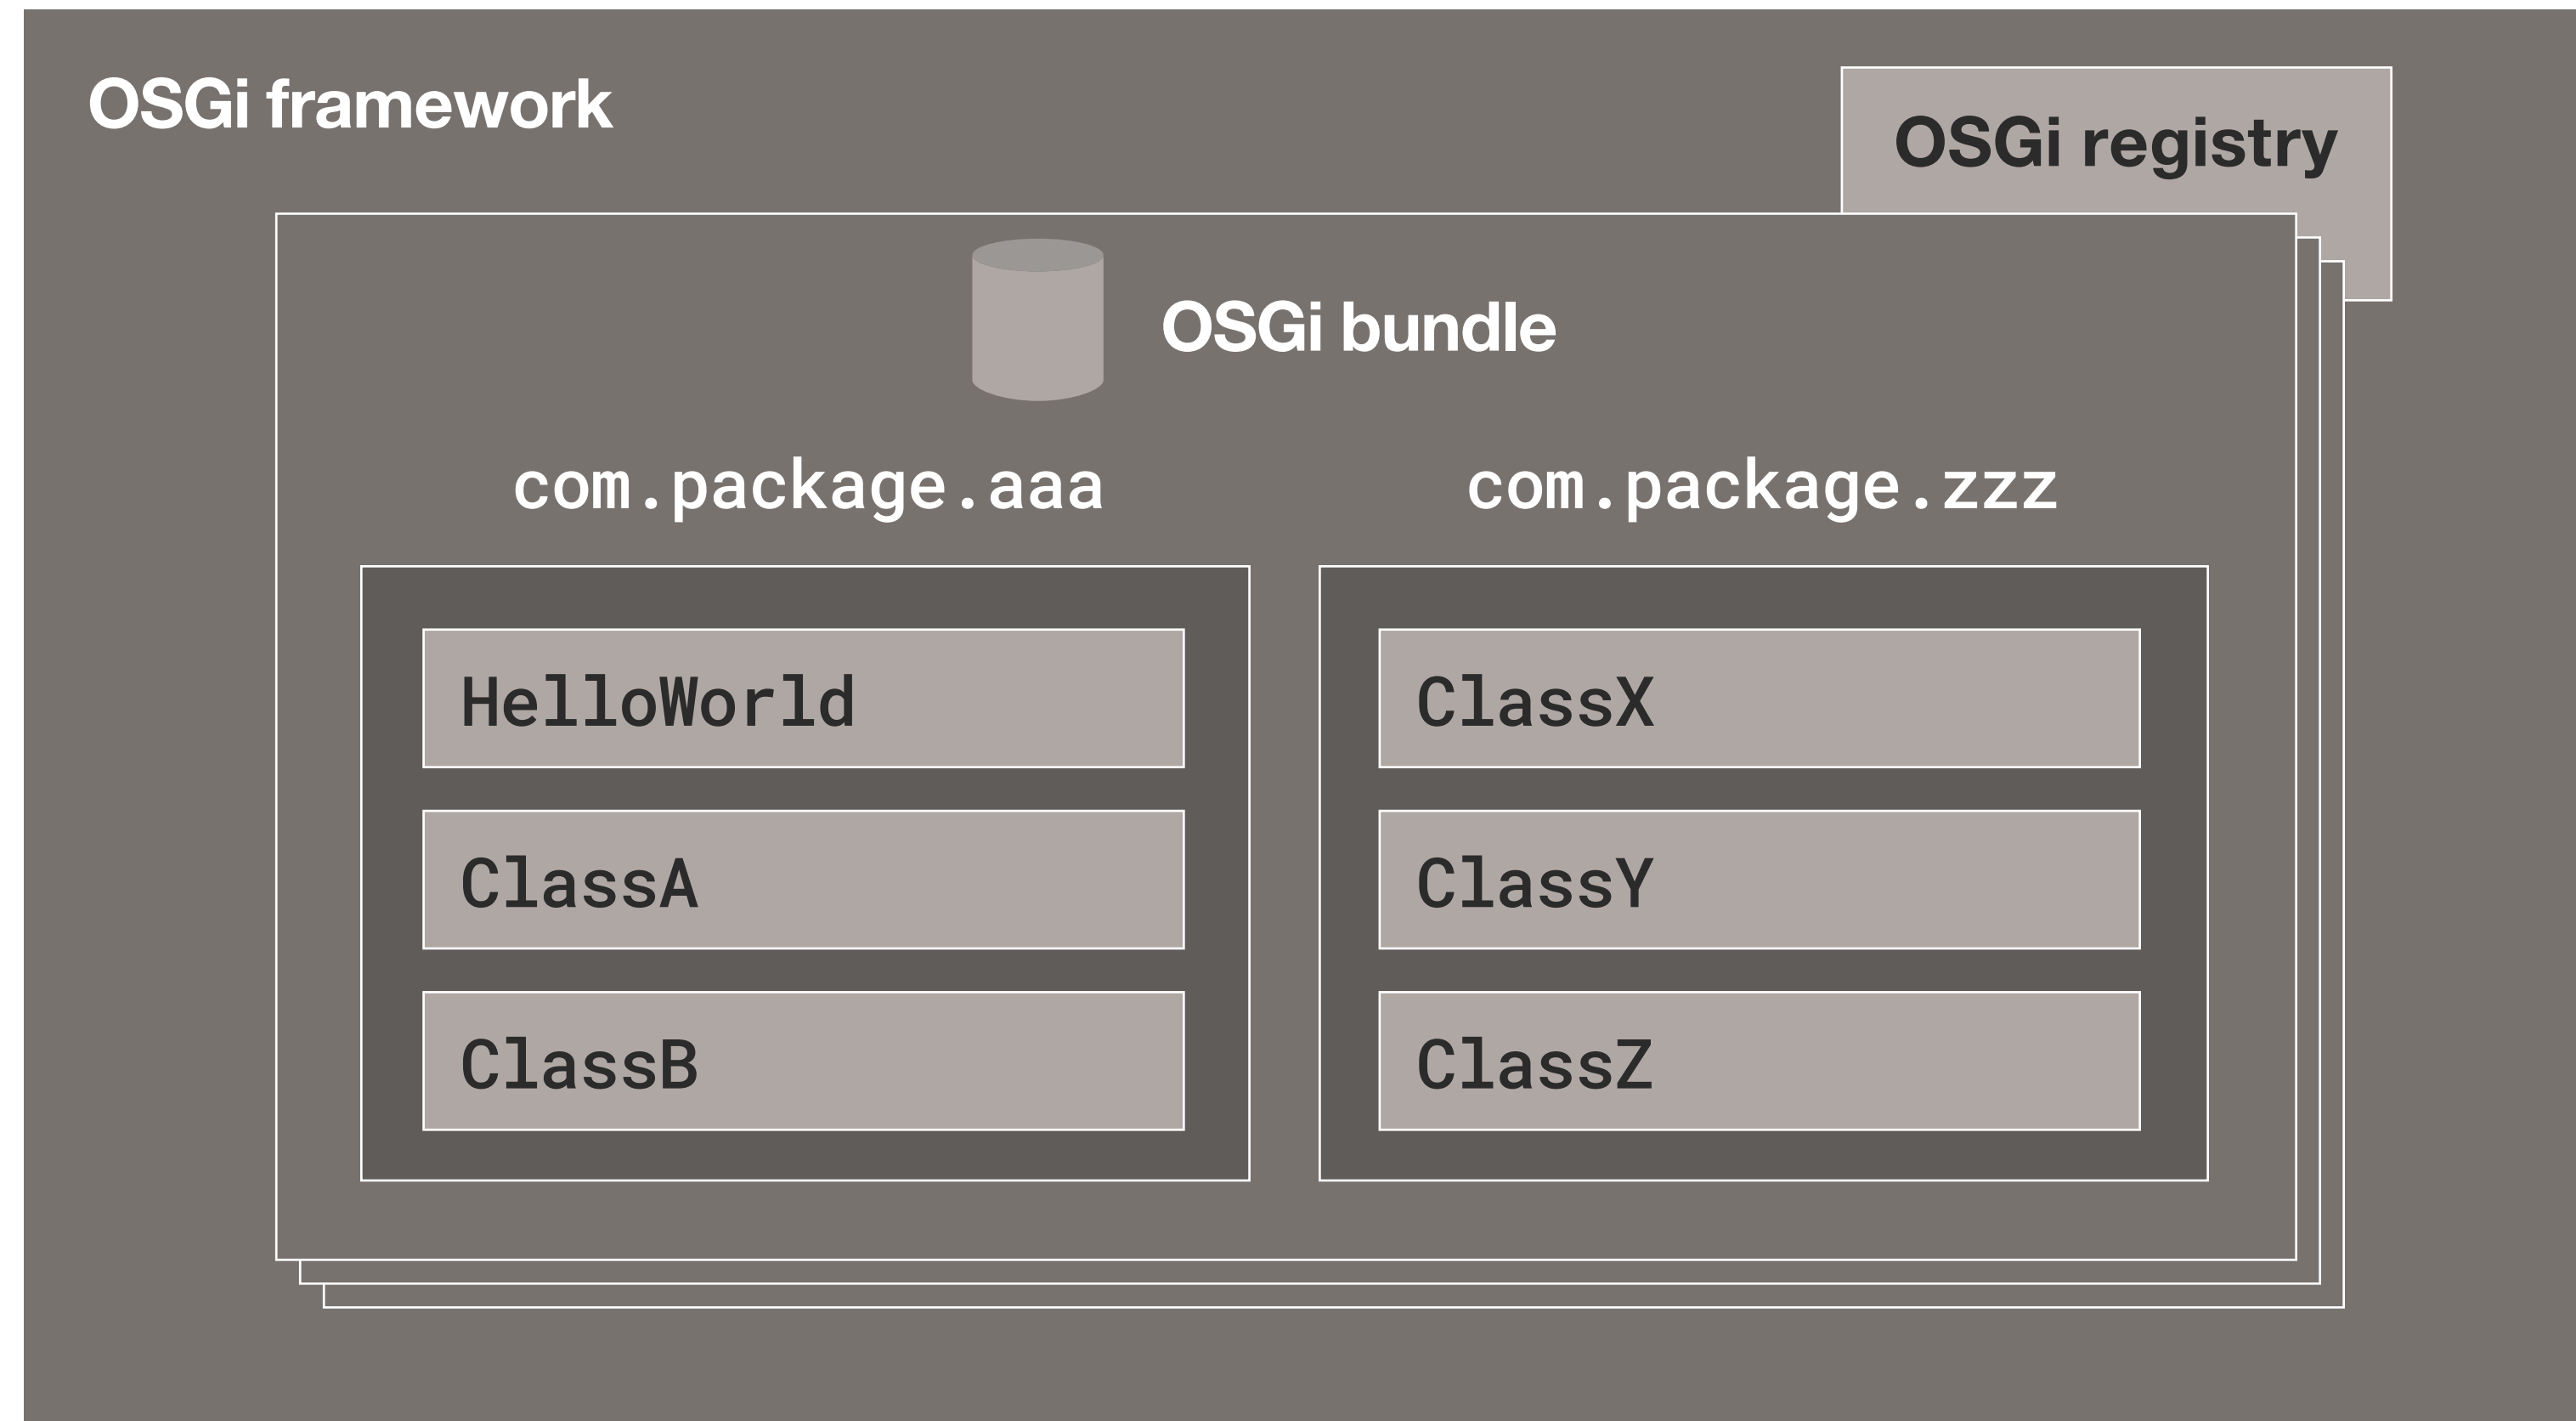 OSGi framework
OSGi registry
OSGi bundle
com.package.aaa
HelloWorld
ClassA
ClassB
com.package.zzz
ClassX
ClassY
ClassZ